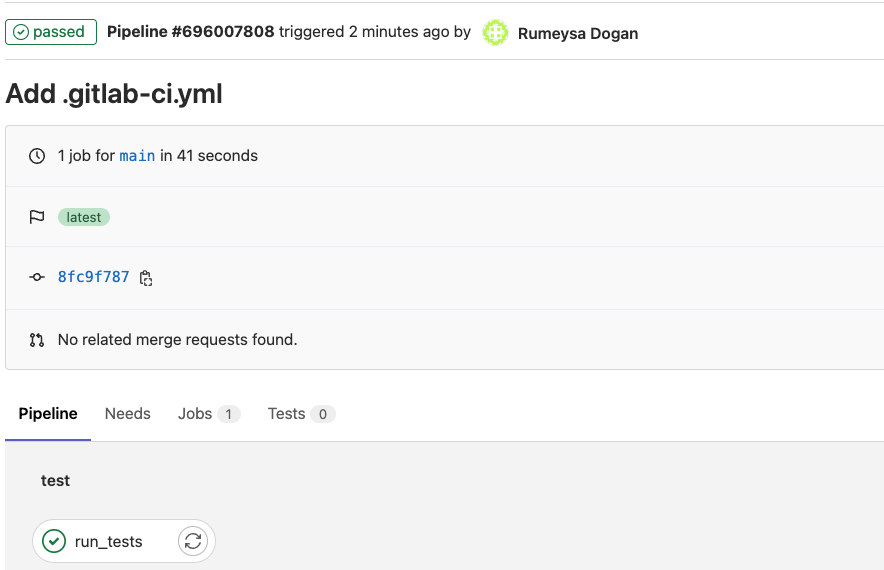 passed Pipeline #696007808 triggered 2 minutes ago by Rumeysa Dogan
Add .gitlab-ci.yml
1 job for main in 41 seconds
latest
8fc9f787
No related merge requests found.
Pipeline Needs Jobs 1 Tests 0
test
run_tests